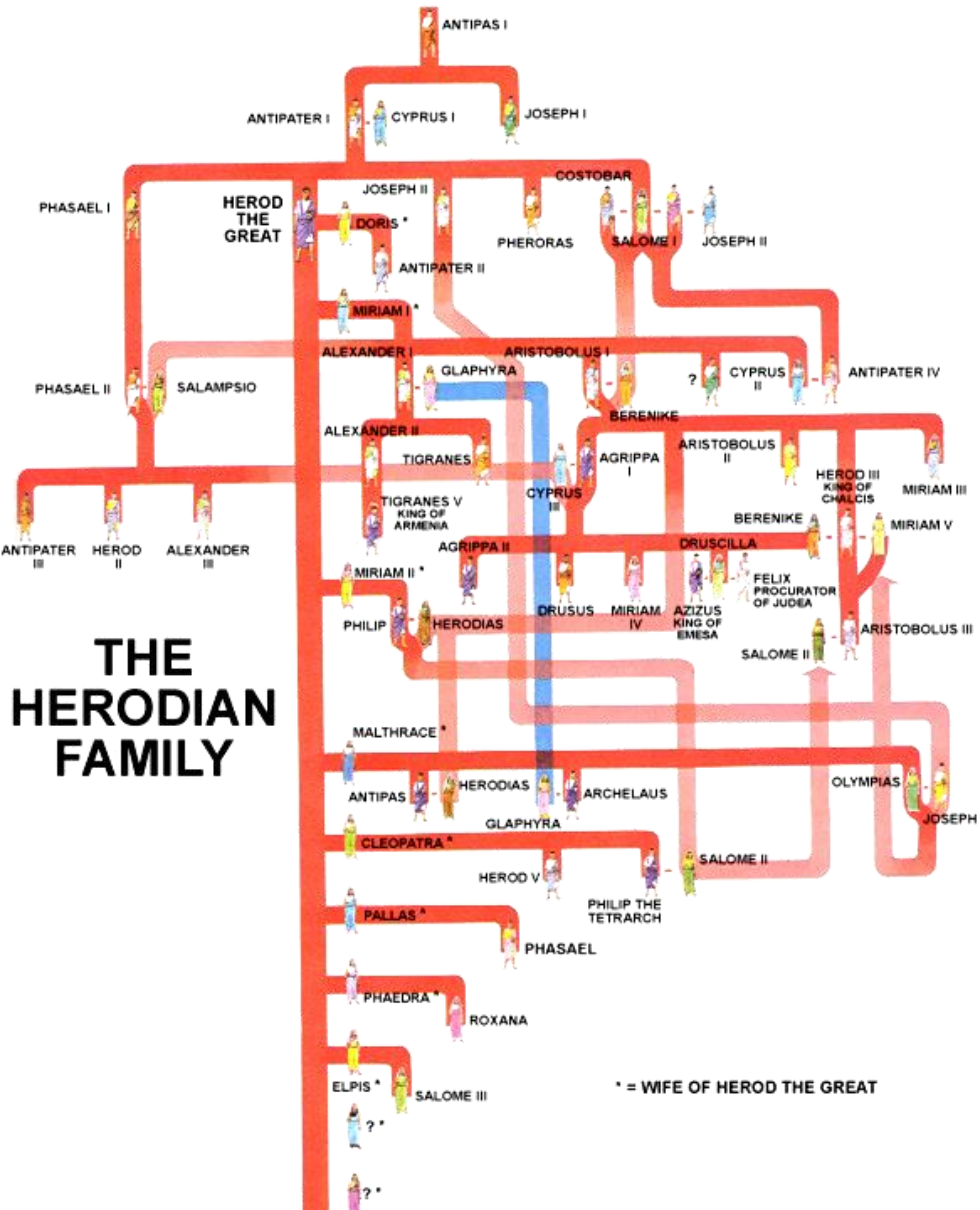 ANTIPAS I
ANTIPATER I
CYPRUS I
JOSEPH I
PHASAEL I
HEROD
THE
GREAT
JOSEPH II
COSTOBAR
DORIS *
PHERORAS
SALOME I
JOSEPH II
ANTIPATER II
MIRIAM I *
ALEXANDER I
ARISTOBOLUS I
PHASAEL II
SALAMPSIO
GLAPHYRA
?
CYPRUS
II
ANTIPATER IV
BERENIKE
ALEXANDER II
TIGRANES
AGRIPPA
I
ARISTOBOLUS
II
HEROD III
KING OF
CHALCIS
MIRIAM III
CYPRUS
III
TIGRANES V
KING OF
ARMENIA
BERENIKE
MIRIAM V
ANTIPATER
III
HEROD
II
ALEXANDER
III
AGRIPPA II
DRUSCILLA
MIRIAM II *
DRUSUS
MIRIAM
IV
AZIZUS
KING OF
EMESA
FELIX
PROCURATOR
OF JUDEA
PHILIP
HERODIAS
SALOME II
ARISTOBOLUS III
THE
HERODIAN
FAMILY
MALTHRACE *
ANTIPAS
HERODIAS
ARCHELAUS
OLYMPIAS
JOSEPH
GLAPHYRA
CLEOPATRA *
HEROD V
SALOME II
PHILIP THE
TETRARCH
PALLAS *
PHASAEL
PHAEDRA *
ROXANA
ELPIS *
SALOME III
* = WIFE OF HEROD THE GREAT
? *
? *